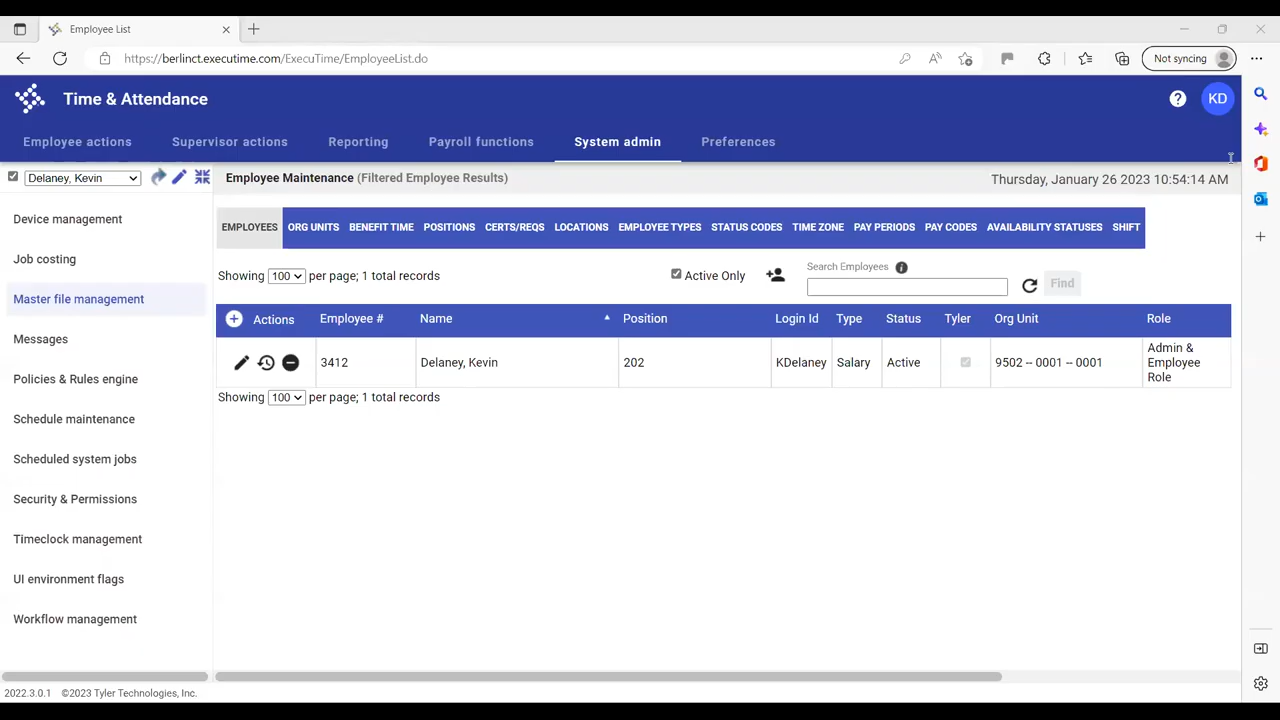 Employee List
https://berlinct.executime.com/ExecuTime/EmployeeList.do
Not syncing
Time & Attendance
KD
Employee actions Supervisor actions Reporting Payroll functions System admin Preferences
Delaney, Kevin
Employee Maintenance (Filtered Employee Results)
Thursday, January 26 2023 10:54:14 AM
Device management
Job costing
Master file management
Messages
Policies & Rules engine
Schedule maintenance
Scheduled system jobs
Security & Permissions
Timeclock management
UI environment flags
Workflow management
EMPLOYEES ORG UNITS BENEFIT TIME POSITIONS CERTS/REQS LOCATIONS EMPLOYEE TYPES STATUS CODES TIME ZONE PAY PERIODS PAY CODES AVAILABILITY STATUSES SHIFT
Showing 100 per page; 1 total records
Active Only
Search Employees
Find
Actions Employee # Name Position Login Id Type Status Tyler Org Unit Role
3412 Delaney, Kevin 202 KDelaney Salary Active 9502 -- 0001 -- 0001 Admin &
Employee
Role
Showing 100 per page; 1 total records
2022.3.0.1 ©2023 Tyler Technologies, Inc.